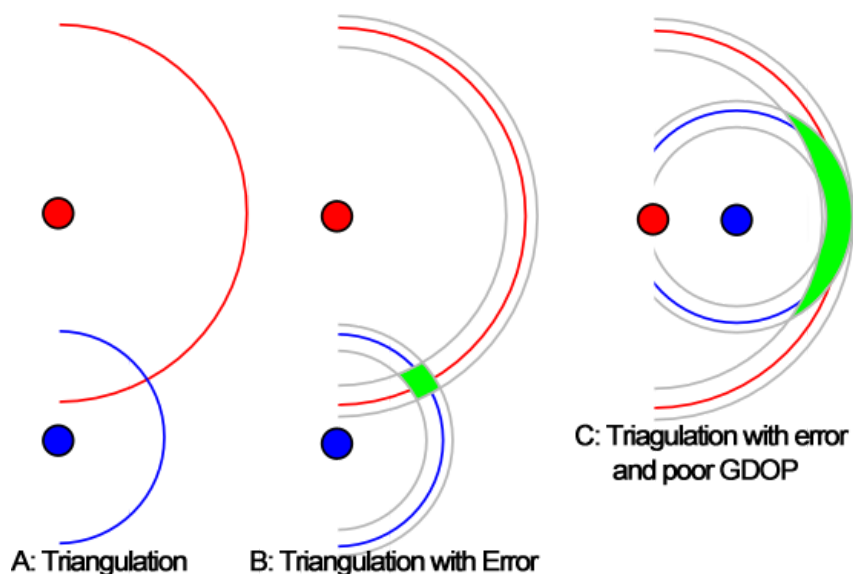 A: Triangulation
B: Triangulation with Error
C: Triagulation with error
and poor GDOP